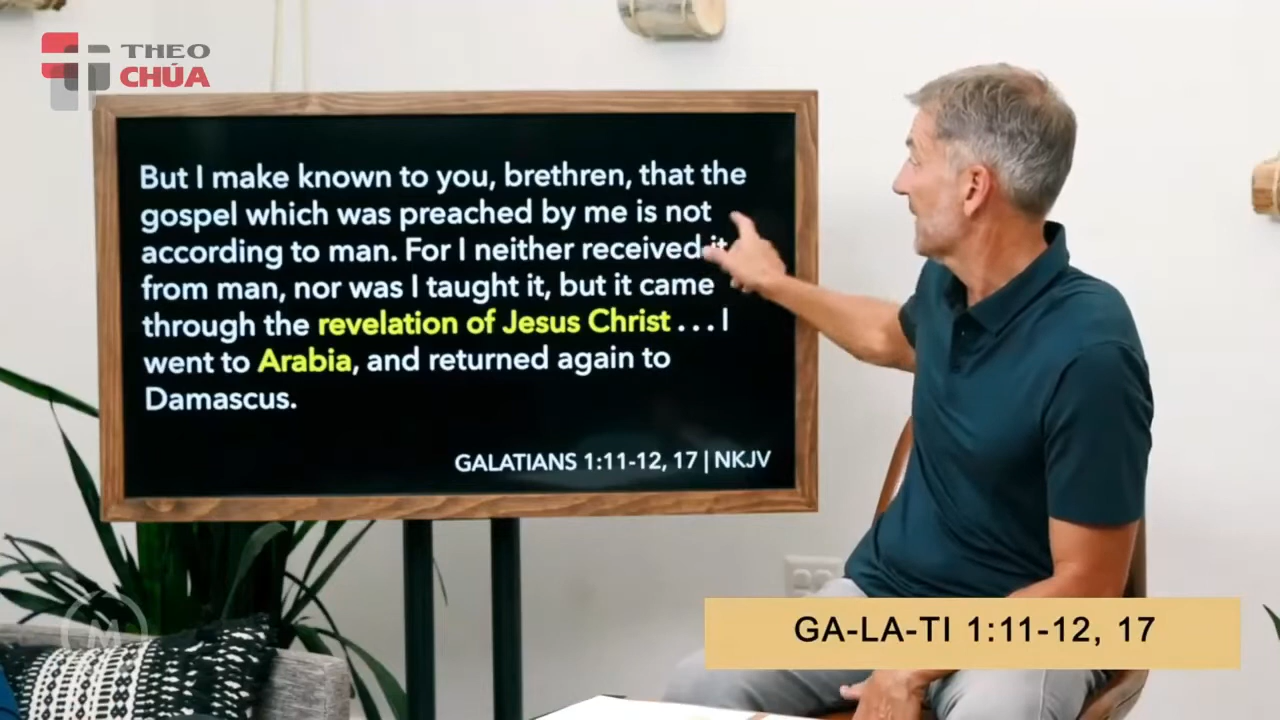 THEO
CHÚA
But I make known to you, brethren, that the
gospel which was preached by me is not
according to man. For I neither received it
from man, nor was I taught it, but it came
through the revelation of Jesus Christ . . . I
went to Arabia, and returned again to
Damascus.
GALATIANS 1:11-12, 17 | NKJV
M
GA-LA-TI 1:11-12, 17